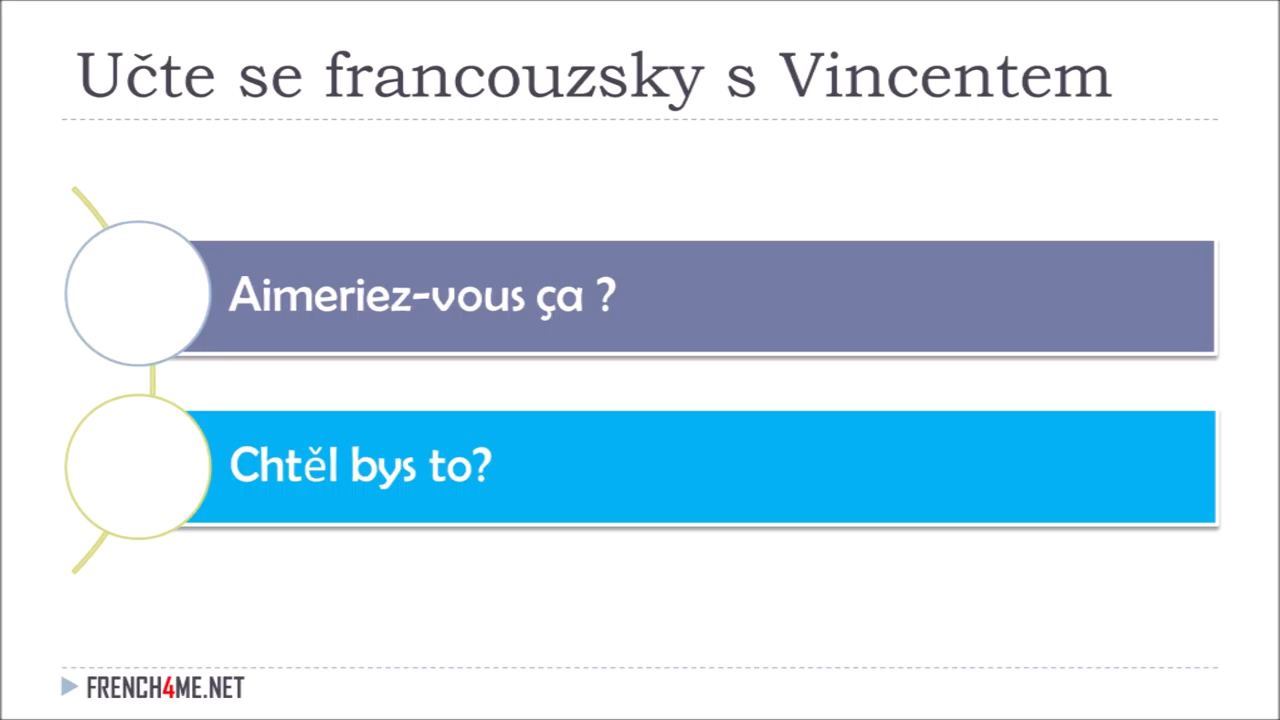 Učte se francouzsky s Vincentem
Aimeriez-vous ça ?
Chtěl bys to?
FRENCH4ME.NET